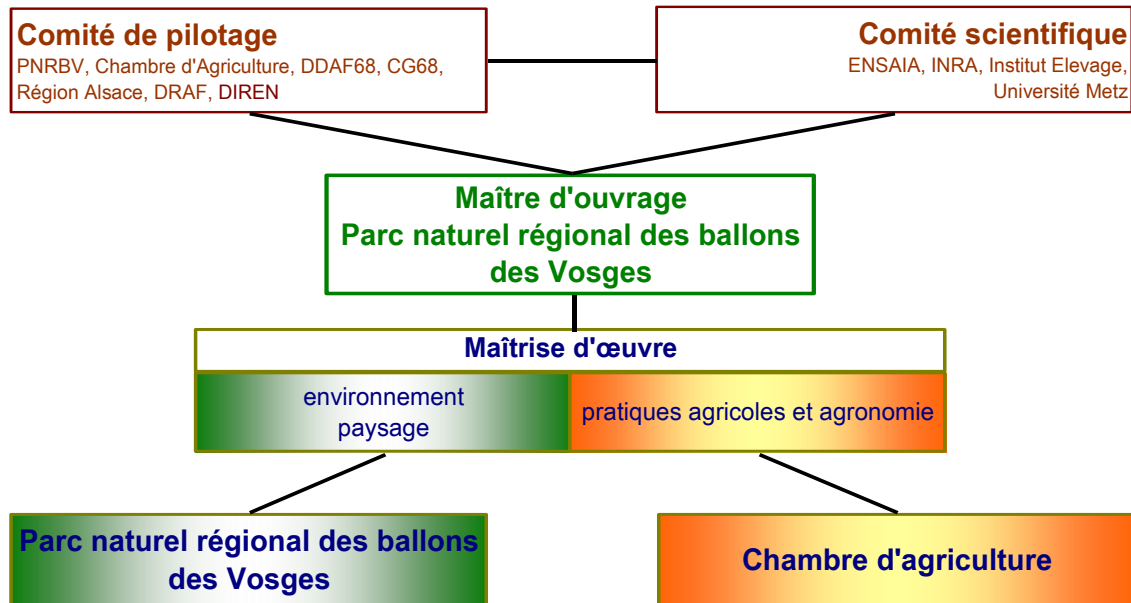 Comité de pilotage
PNRBV, Chambre d'Agriculture, DDAF68, CG68,
Région Alsace, DRAF, DIREN
Comité scientifique
ENSAIA, INRA, Institut Elevage,
Université Metz
Maître d'ouvrage
Parc naturel régional des ballons
des Vosges
Maîtrise d'œuvre
environnement
paysage
pratiques agricoles et agronomie
Parc naturel régional des ballons
des Vosges
Chambre d'agriculture